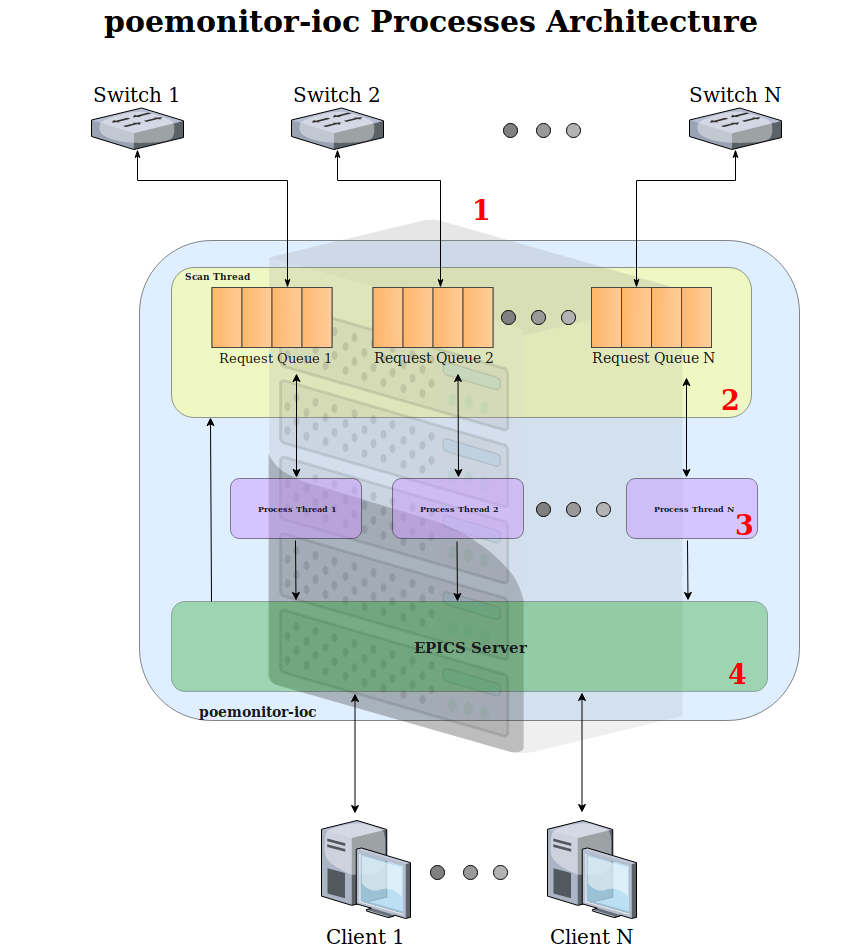 poemonitor-ioc Processes Architecture
Switch 1
Switch 2
Switch N
1
Scan Thread
Request Queue 1
Request Queue 2
Request Queue N
2
Process Thread 1
Process Thread 2
Process Thread N
3
EPICS Server
4
poemonitor-ioc
Client 1
Client N